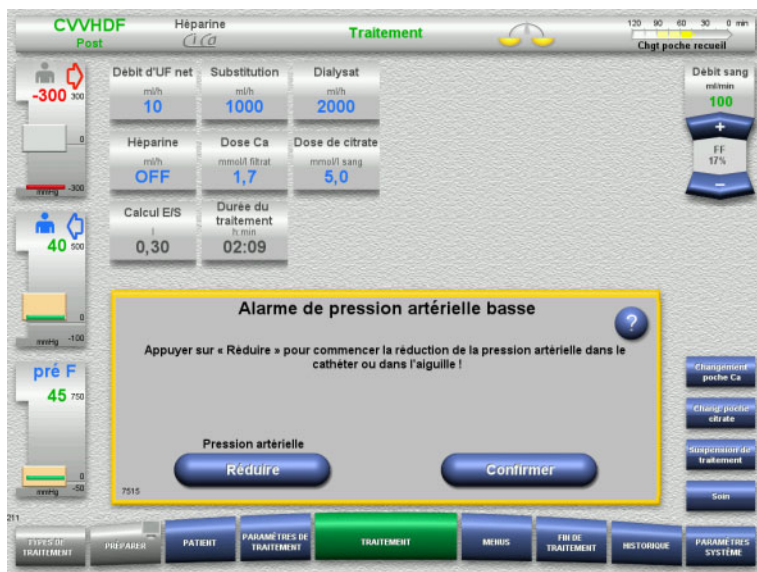 CVVHDF
Post
Héparine
Ci Ca
Traitement
120 90 60 30 0 min
Chgt poche recueil
-300
300
0
-300
mmHg
40
500
0
-100
mmHg
pré F
45
750
0
-50
mmHg
Débit d'UF net
ml/h
10
Substitution
ml/h
1000
Dialysat
ml/h
2000
Héparine
ml/h
OFF
Dose Ca
mmol/l filtrat
1,7
Dose de citrate
mmol/l sang
5,0
Calcul E/S
l
0,30
Durée du
traitement
h:min
02:09
Débit sang
ml/min
100
+
FF
17%
−
Alarme de pression artérielle basse
?
Appuyer sur « Réduire » pour commencer la réduction de la pression artérielle dans le
cathéter ou dans l'aiguille !
Pression artérielle
Réduire
Confirmer
7515
Changement
poche Ca
Chang. poche
citrate
Suspension de
traitement
Soin
211
TYPES DE
TRAITEMENT
PRÉPARER
PATIENT
PARAMÈTRES DE
TRAITEMENT
TRAITEMENT
MENUS
FIN DE
TRAITEMENT
HISTORIQUE
PARAMÈTRES
SYSTÈME